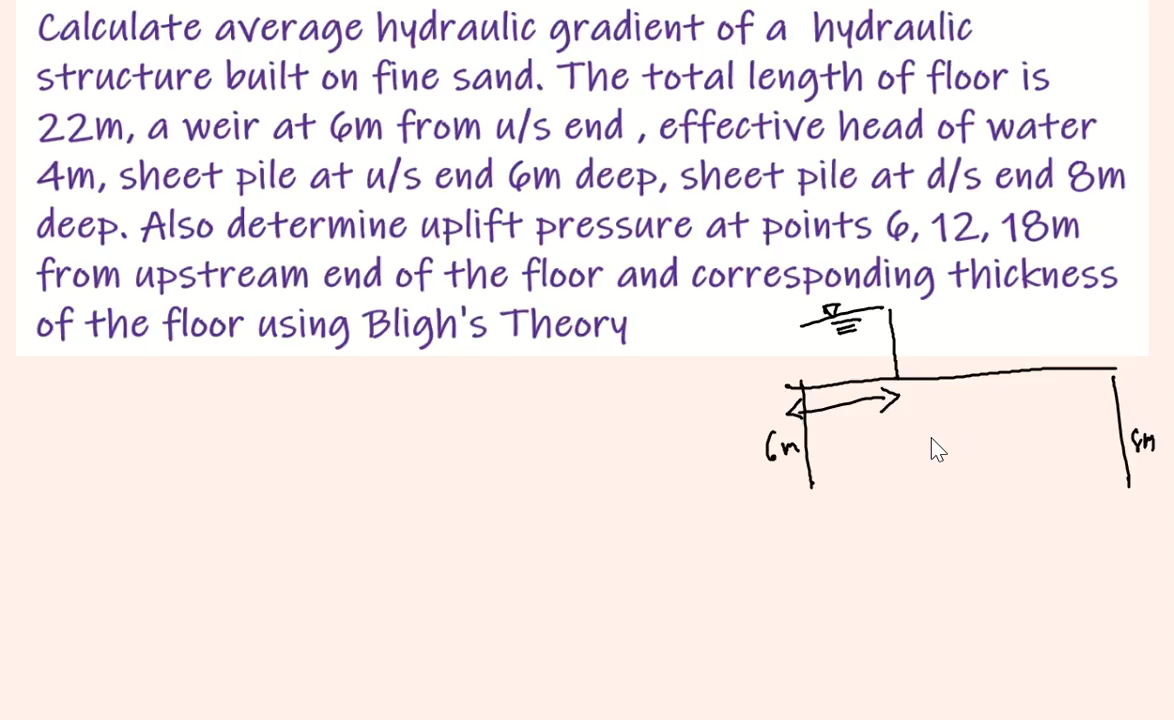 Calculate average hydraulic gradient of a hydraulic
structure built on fine sand. The total length of floor is
22m, a weir at 6m from u/s end , effective head of water
4m, sheet pile at u/s end 6m deep, sheet pile at d/s end 8m
deep. Also determine uplift pressure at points 6, 12, 18m
from upstream end of the floor and corresponding thickness
of the floor using Bligh's Theory
6m
8m